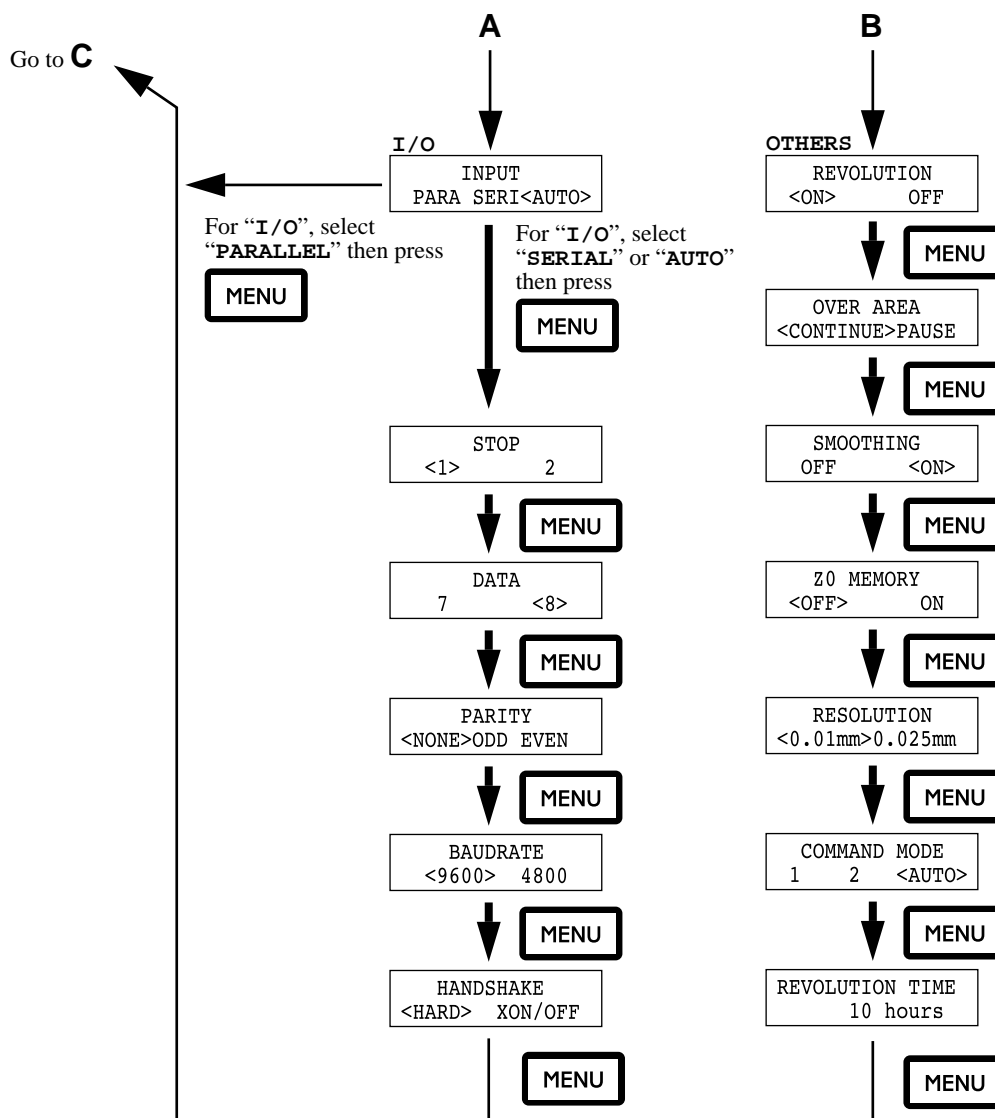 Go to C
A
I/O
INPUT
PARA SERI<AUTO>
For “I/O”, select
“PARALLEL” then press
MENU
For “I/O”, select
“SERIAL” or “AUTO”
then press
MENU
STOP
<1> 2
MENU
DATA
7 <8>
MENU
PARITY
<NONE>ODD EVEN
MENU
BAUDRATE
<9600> 4800
MENU
HANDSHAKE
<HARD> XON/OFF
MENU
B
OTHERS
REVOLUTION
<ON> OFF
MENU
OVER AREA
<CONTINUE>PAUSE
MENU
SMOOTHING
OFF <ON>
MENU
Z0 MEMORY
<OFF> ON
MENU
RESOLUTION
<0.01mm>0.025mm
MENU
COMMAND MODE
1 2 <AUTO>
MENU
REVOLUTION TIME
10 hours
MENU